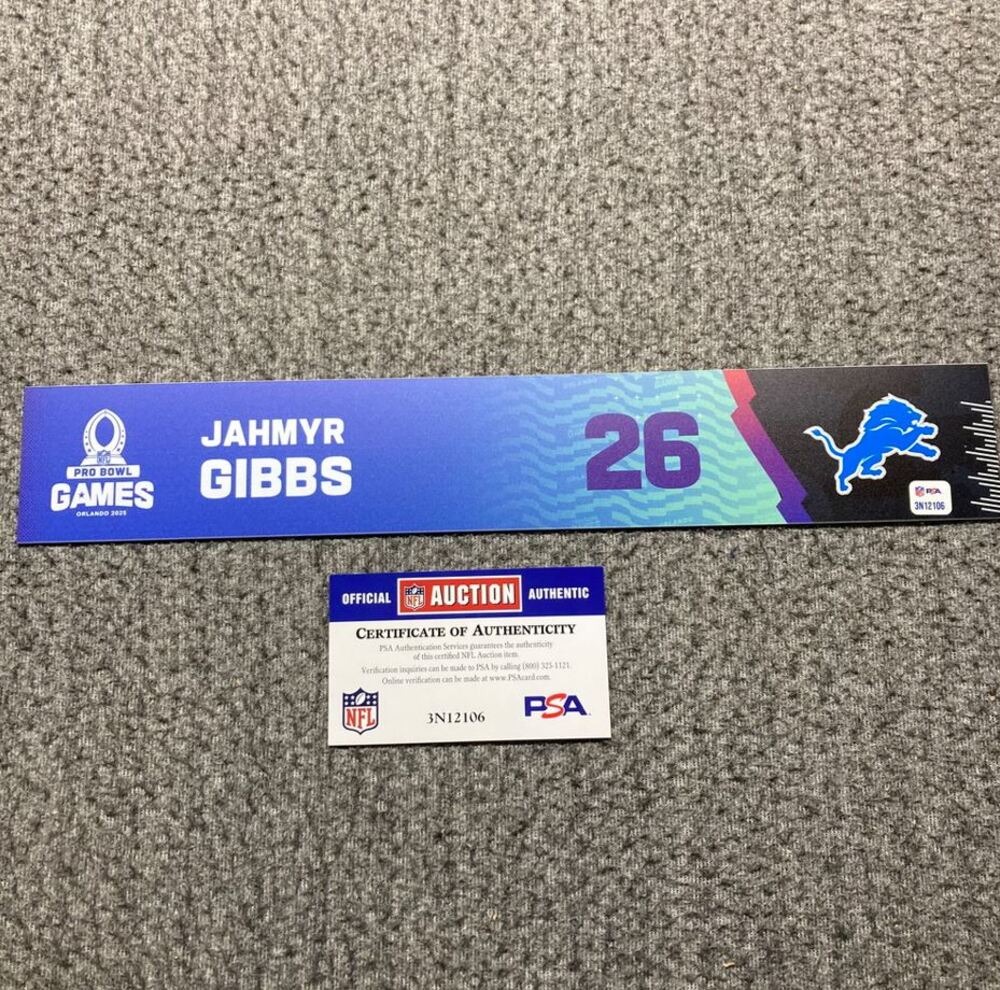 JAHMYR
GIBBS
26
NFL
PRO BOWL
GAMES
ORLANDO 2025
NFL PSA
3N12106
OFFICIAL NFL AUCTION AUTHENTIC
CERTIFICATE OF AUTHENTICITY
PSA Authentication Services guarantees the authenticity
of this certified NFL Auction item.
Verification inquiries can be made to PSA by calling (800) 325-1121.
Online verification can be made at www.PSAcard.com.
NFL
3N12106
PSA